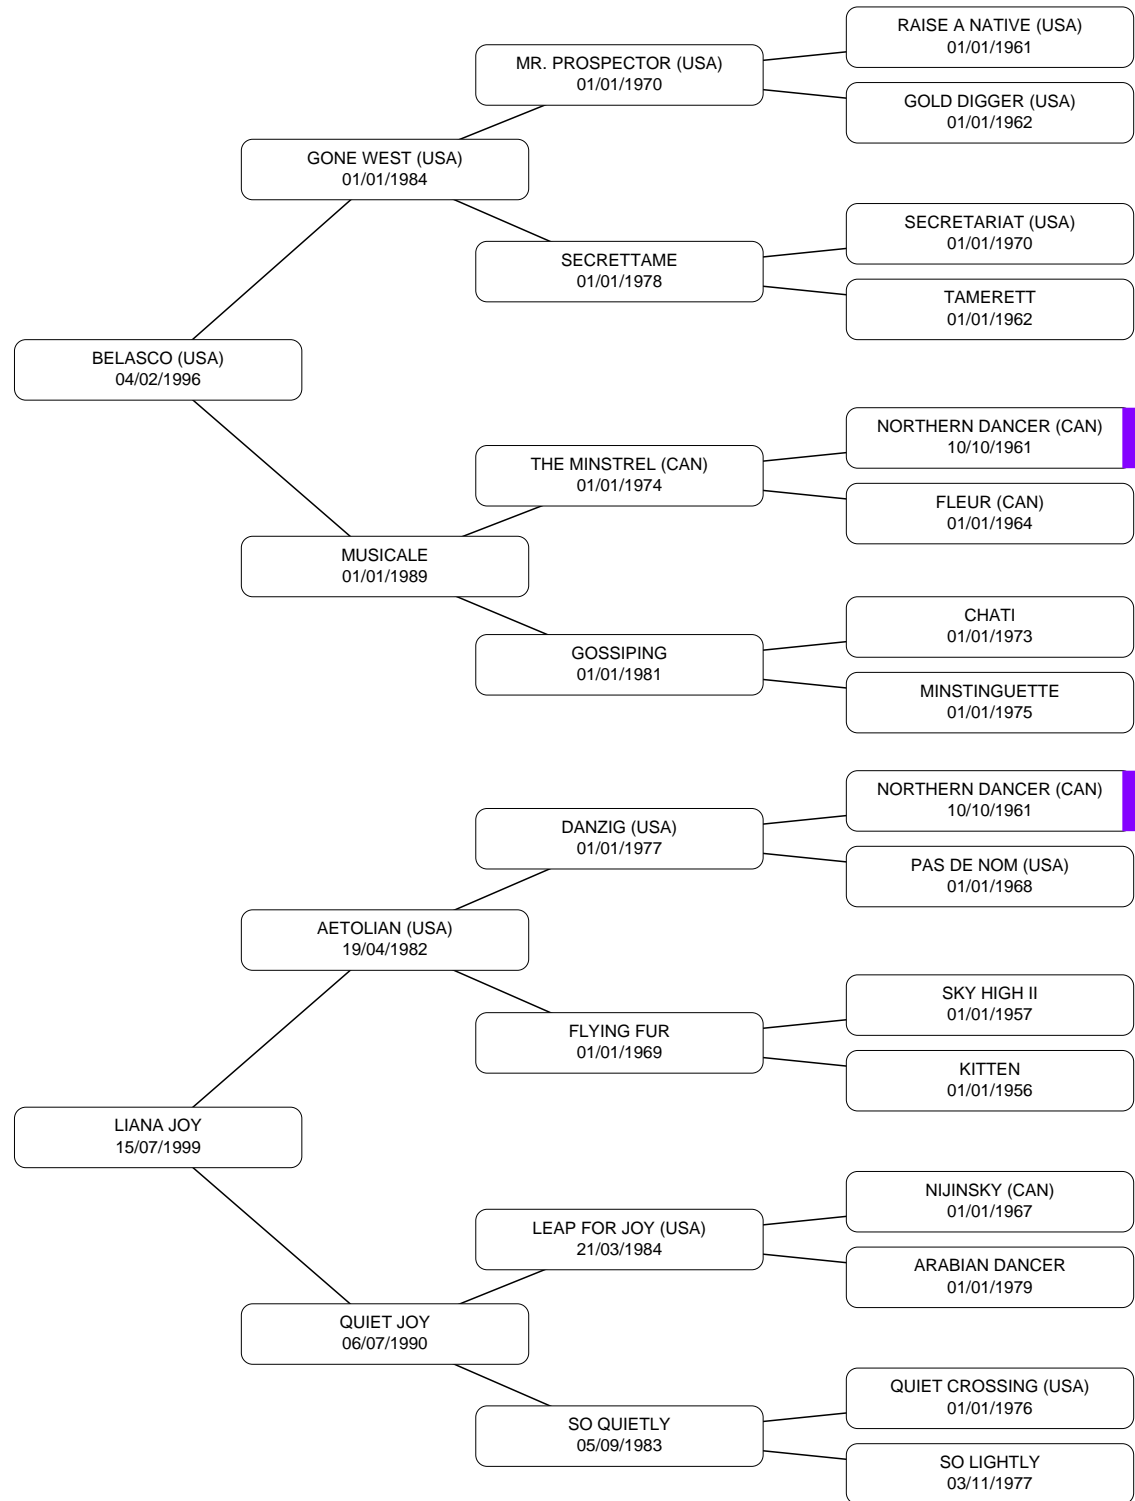 RAISE A NATIVE (USA)
01/01/1961
MR. PROSPECTOR (USA)
01/01/1970
GOLD DIGGER (USA)
01/01/1962
GONE WEST (USA)
01/01/1984
SECRETARIAT (USA)
01/01/1970
SECRETTAME
01/01/1978
TAMERETT
01/01/1962
BELASCO (USA)
04/02/1996
NORTHERN DANCER (CAN)
10/10/1961
THE MINSTREL (CAN)
01/01/1974
FLEUR (CAN)
01/01/1964
MUSICALE
01/01/1989
CHATI
01/01/1973
GOSSIPING
01/01/1981
MINSTINGUETTE
01/01/1975
NORTHERN DANCER (CAN)
10/10/1961
DANZIG (USA)
01/01/1977
PAS DE NOM (USA)
01/01/1968
AETOLIAN (USA)
19/04/1982
SKY HIGH II
01/01/1957
FLYING FUR
01/01/1969
KITTEN
01/01/1956
LIANA JOY
15/07/1999
NIJINSKY (CAN)
01/01/1967
LEAP FOR JOY (USA)
21/03/1984
ARABIAN DANCER
01/01/1979
QUIET JOY
06/07/1990
QUIET CROSSING (USA)
01/01/1976
SO QUIETLY
05/09/1983
SO LIGHTLY
03/11/1977